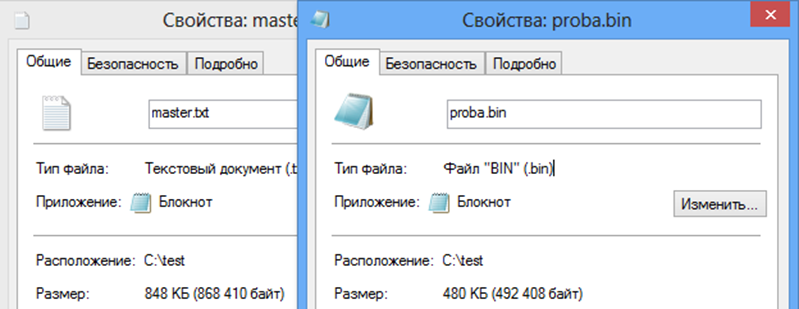 Свойства: maste
Общие Безопасность Подробно
master.txt
Тип файла: Текстовый документ (.t
Приложение: Блокнот
Расположение: C:\test
Размер: 848 КБ (868 410 байт)
Свойства: proba.bin
Общие Безопасность Подробно
proba.bin
Тип файла: Файл "BIN" (.bin)
Приложение: Блокнот Изменить...
Расположение: C:\test
Размер: 480 КБ (492 408 байт)